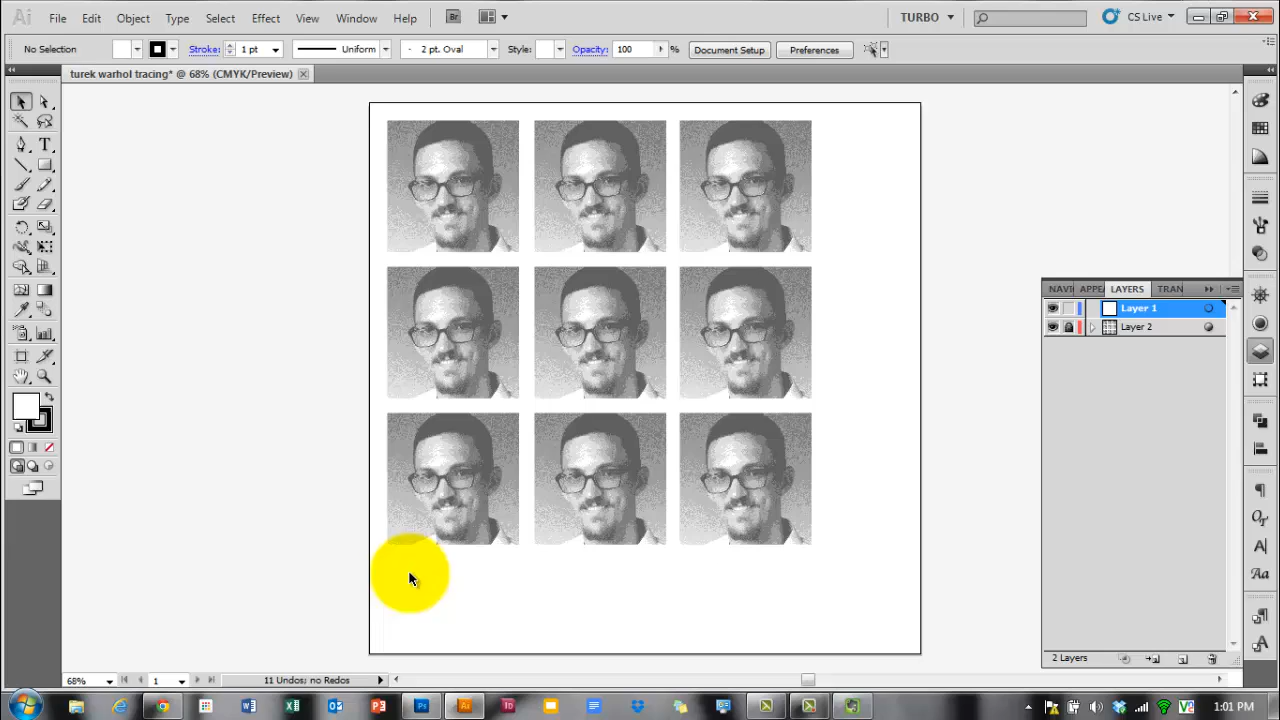 Ai File Edit Object Type Select Effect View Window Help Br TURBO CS Live
No Selection Stroke: 1 pt Uniform 2 pt. Oval Style: Opacity: 100 % Document Setup Preferences
turek warhol tracing* @ 68% (CMYK/Preview)
NAVI APPEA LAYERS TRAN
Layer 1
Layer 2
2 Layers
68% 1 11 Undos; no Redos
1:01 PM